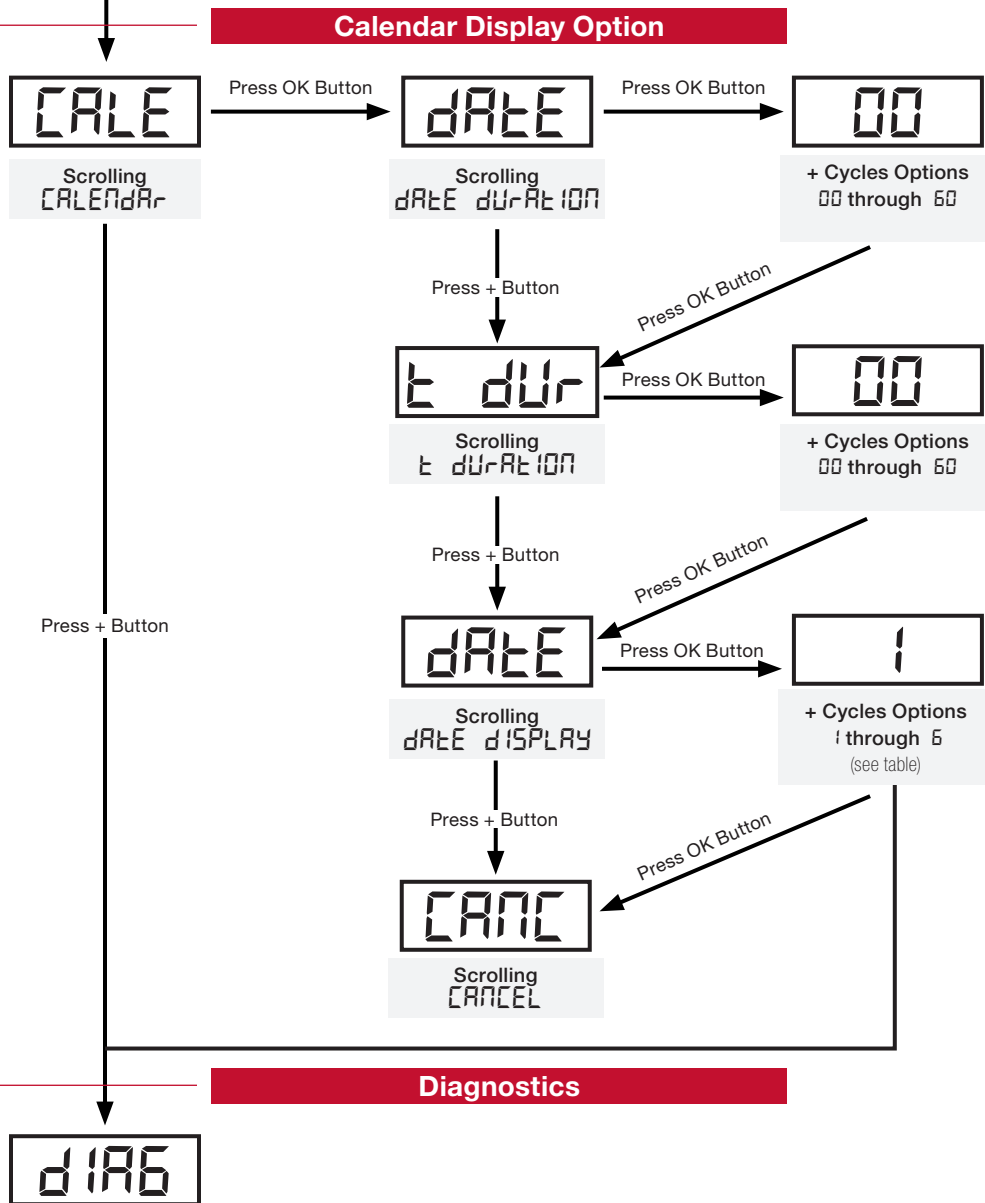 Calendar Display Option
CALE
Press OK Button
dAtE
Press OK Button
00
Scrolling
CALENdAr
Scrolling
dAtE dUrAtION
+ Cycles Options
00 through 60
Press + Button
Press OK Button
t dUr
Press OK Button
00
Scrolling
t dUrAtION
+ Cycles Options
00 through 60
Press + Button
Press OK Button
Press + Button
dAtE
Press OK Button
1
Scrolling
dAtE dISPLAY
+ Cycles Options
1 through 6
(see table)
Press + Button
Press OK Button
CANC
Scrolling
CANCEL
Diagnostics
dIAG